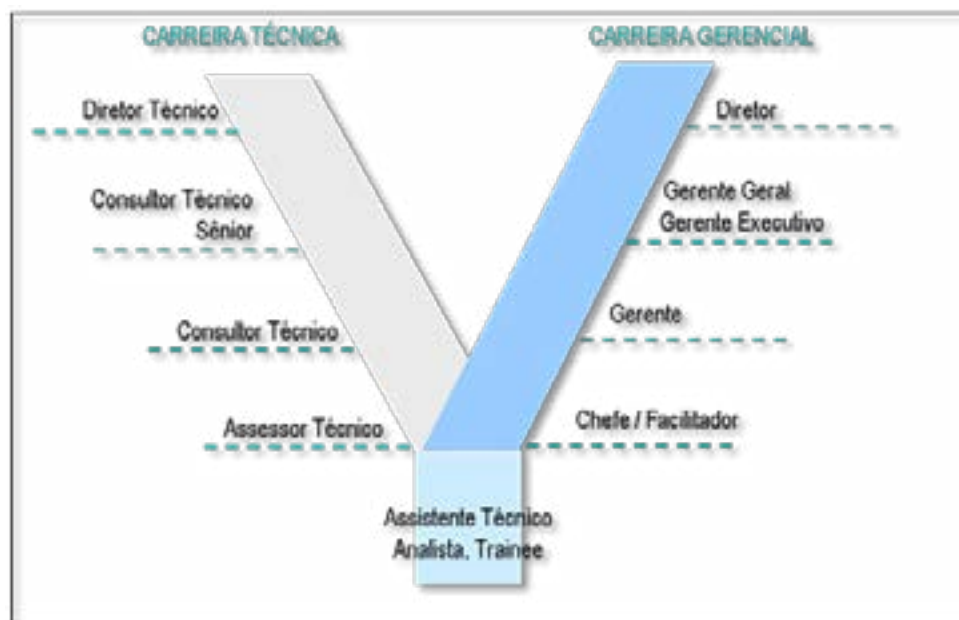 CARREIRA TÉCNICA
CARREIRA GERENCIAL
Diretor Técnico
Diretor
Consultor Técnico
Sênior
Gerente Geral
Gerente Executivo
Consultor Técnico
Gerente
Assessor Técnico
Chefe / Facilitador
Assistente Técnico
Analista, Trainee